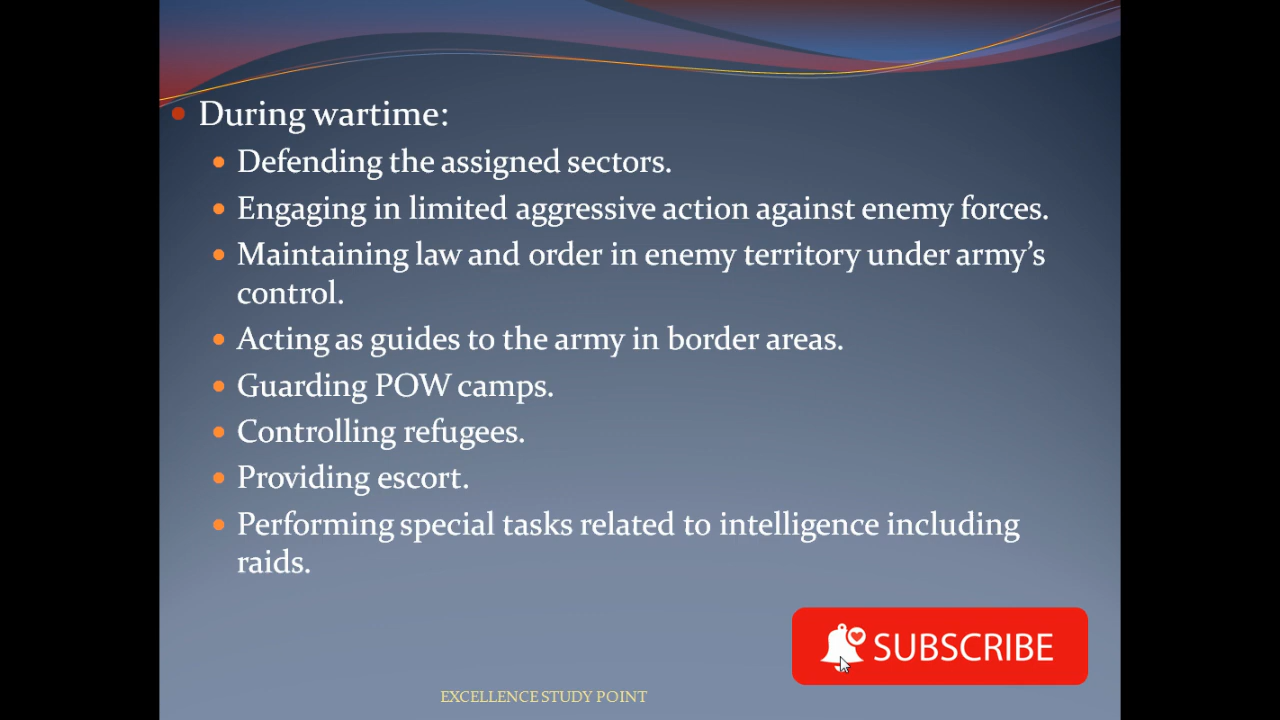 During wartime:
Defending the assigned sectors.
Engaging in limited aggressive action against enemy forces.
Maintaining law and order in enemy territory under army’s
control.
Acting as guides to the army in border areas.
Guarding POW camps.
Controlling refugees.
Providing escort.
Performing special tasks related to intelligence including
raids.
SUBSCRIBE
EXCELLENCE STUDY POINT